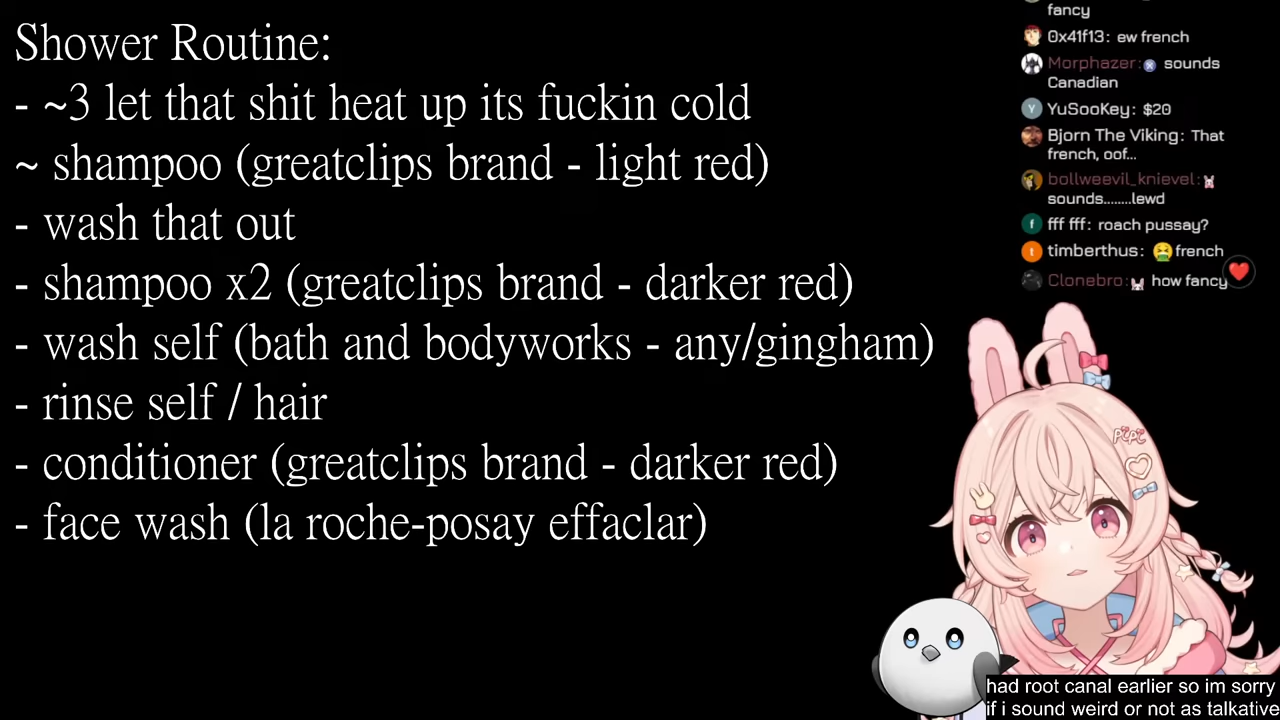 Shower Routine:
- ~3 let that shit heat up its fuckin cold
~ shampoo (greatclips brand - light red)
- wash that out
- shampoo x2 (greatclips brand - darker red)
- wash self (bath and bodyworks - any/gingham)
- rinse self / hair
- conditioner (greatclips brand - darker red)
- face wash (la roche-posay effaclar)
fancy
0x41f13: ew french
Morphazer: sounds
Canadian
YuSooKey: $20
Bjorn The Viking: That
french, oof...
bollweevil_knievel:
sounds........lewd
fff fff: roach pussay?
timberthus: french
Clonebro: how fancy
PiPi
had root canal earlier so im sorry
if i sound weird or not as talkative